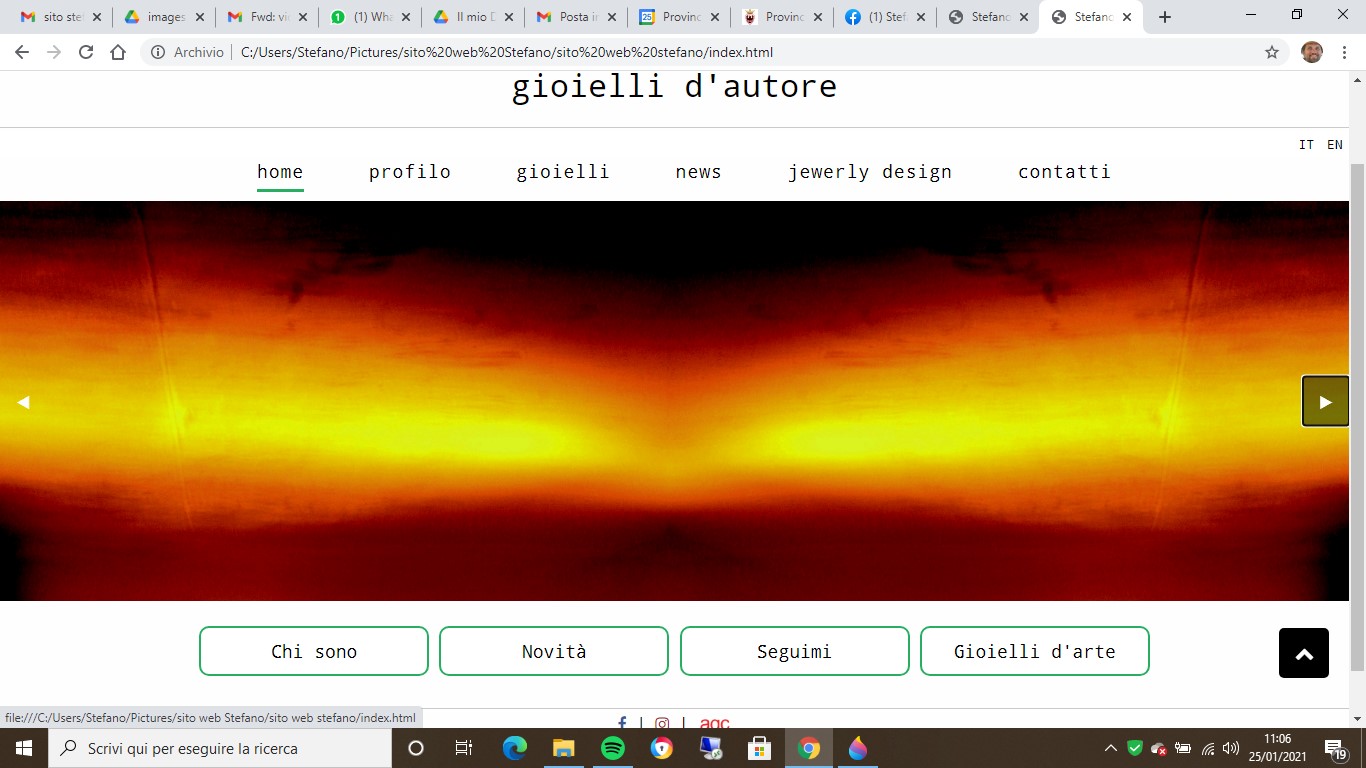 sito ste
images
Fwd: vi
(1) Wha
Il mio D
Posta in
25
Provinc
Provinc
(1) Stef
Stefano
Stefano
Archivio
C:/Users/Stefano/Pictures/sito%20web%20Stefano/sito%20web%20stefano/index.html
gioielli d'autore
IT EN
home profilo gioielli news jewerly design contatti
Chi sono Novità Seguimi Gioielli d'arte
file:///C:/Users/Stefano/Pictures/sito web Stefano/sito web stefano/index.html
| | agc
Scrivi qui per eseguire la ricerca
11:06
25/01/2021
19